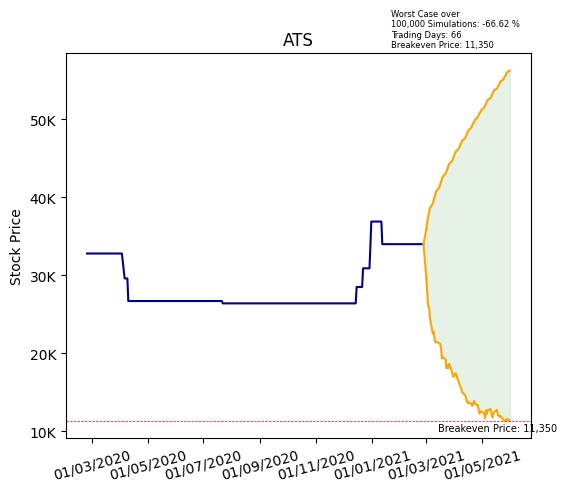 Worst Case over
100,000 Simulations: -66.62 %
Trading Days: 66
Breakeven Price: 11,350
ATS
Stock Price
50K
40K
30K
20K
10K
Breakeven Price: 11,350
01/03/2020 01/05/2020 01/07/2020 01/09/2020 01/11/2020 01/01/2021 01/03/2021 01/05/2021